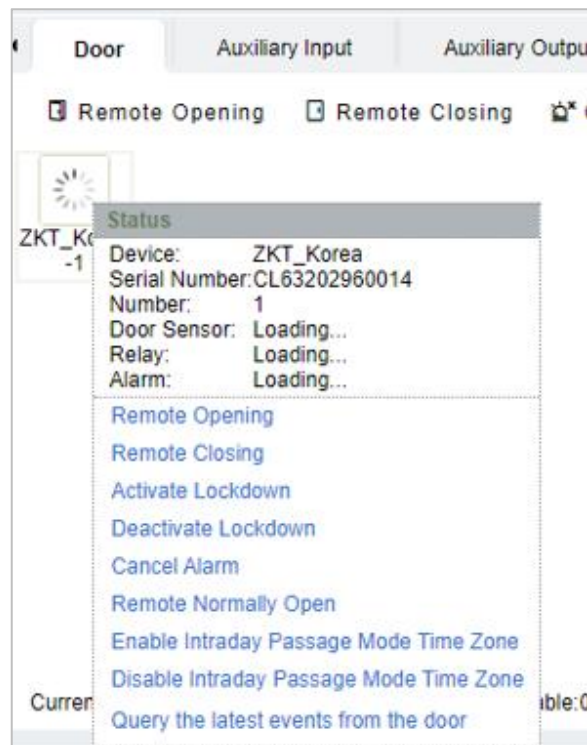 Door Auxiliary Input Auxiliary Outpu
Remote Opening Remote Closing
ZKT_Ko
-1
Status
Device: ZKT_Korea
Serial Number:CL63202960014
Number: 1
Door Sensor: Loading...
Relay: Loading...
Alarm: Loading...
Remote Opening
Remote Closing
Activate Lockdown
Deactivate Lockdown
Cancel Alarm
Remote Normally Open
Enable Intraday Passage Mode Time Zone
Disable Intraday Passage Mode Time Zone
Curren able:0
Query the latest events from the door